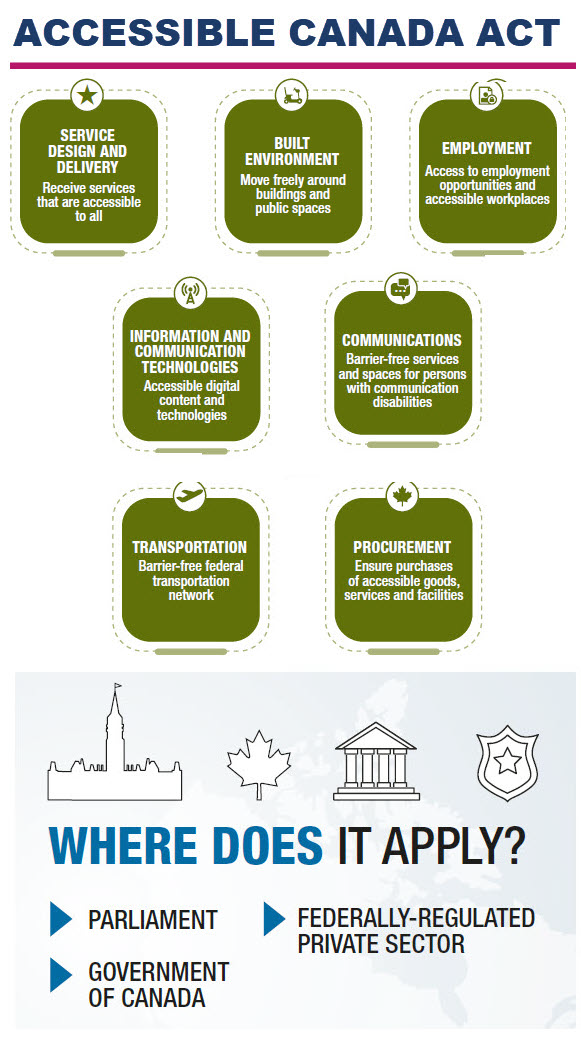 ACCESSIBLE CANADA ACT
SERVICE
DESIGN AND
DELIVERY
Receive services
that are accessible
to all
BUILT
ENVIRONMENT
Move freely around
buildings and
public spaces
EMPLOYMENT
Access to employment
opportunities and
accessible workplaces
INFORMATION AND
COMMUNICATION
TECHNOLOGIES
Accessible digital
content and
technologies
COMMUNICATIONS
Barrier-free services
and spaces for persons
with communication
disabilities
TRANSPORTATION
Barrier-free federal
transportation
network
PROCUREMENT
Ensure purchases
of accessible goods,
services and facilities
WHERE DOES IT APPLY?
PARLIAMENT
GOVERNMENT
OF CANADA
FEDERALLY-REGULATED
PRIVATE SECTOR